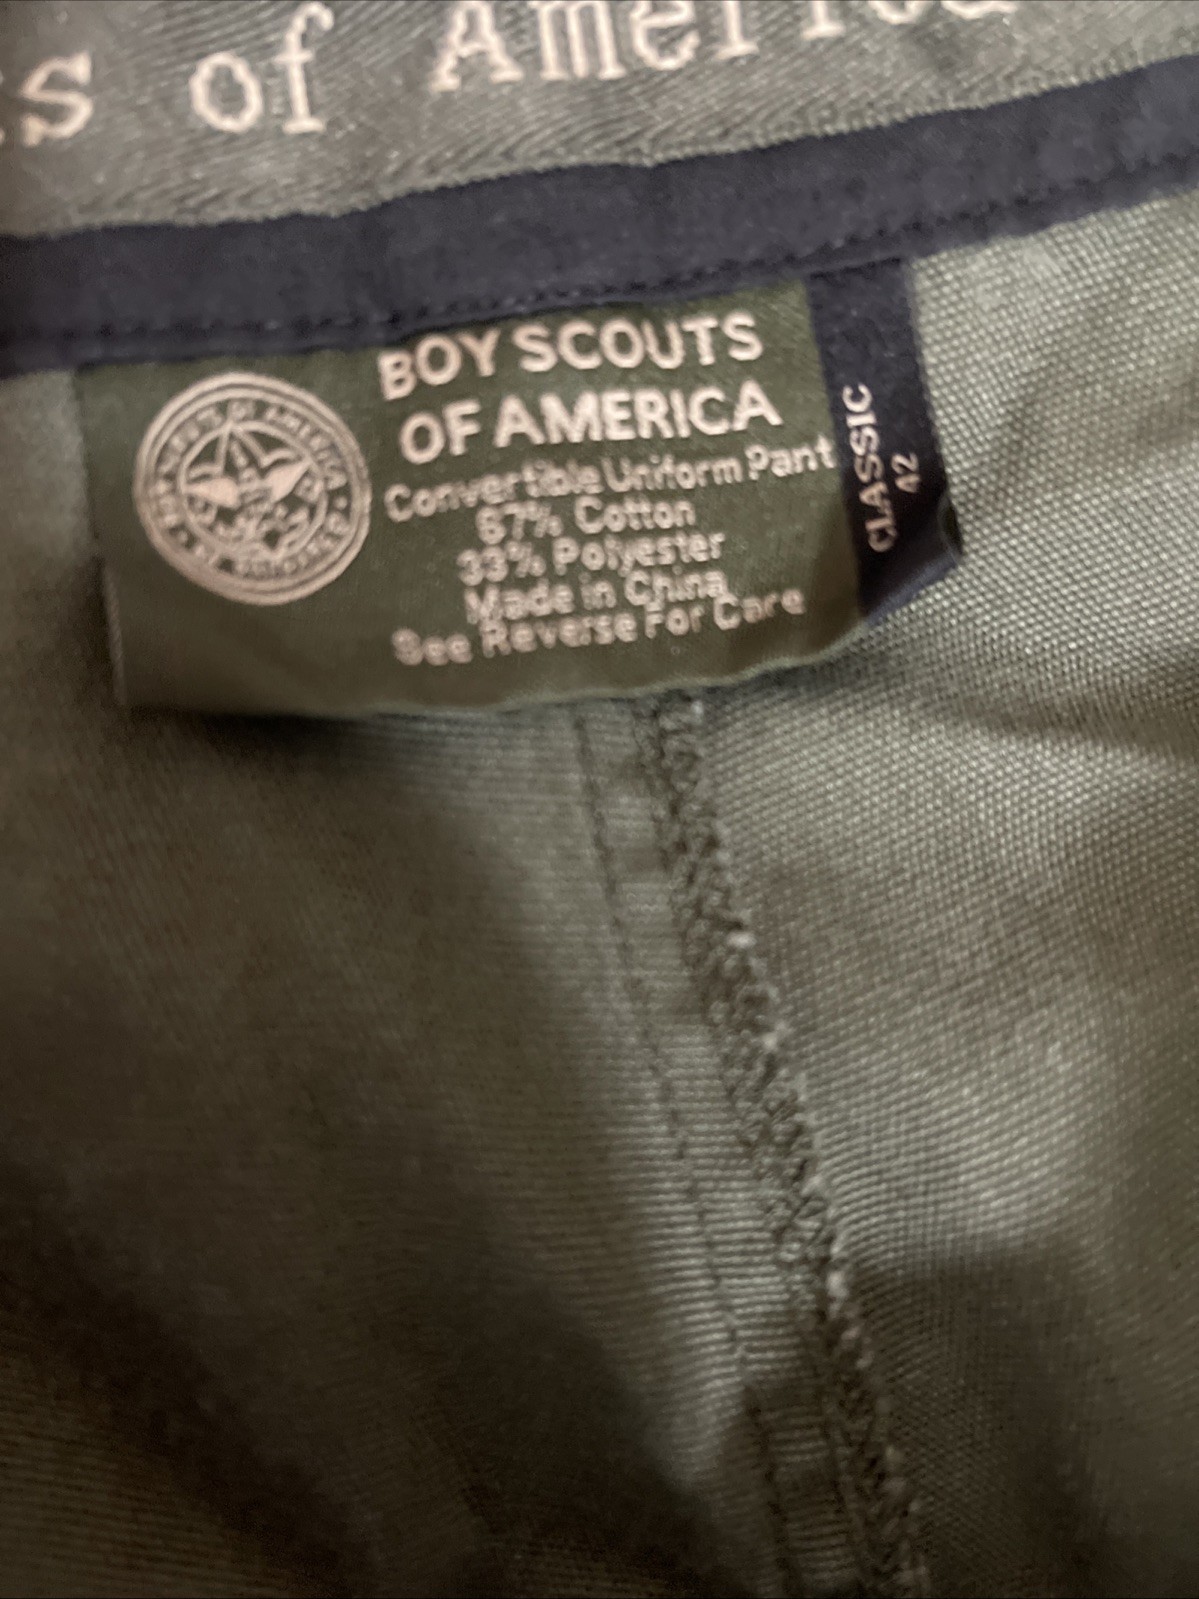 of America
BOY SCOUTS
OF AMERICA
Convertible Uniform Pant
67% Cotton
33% Polyester
Made in China
See Reverse For Care
CLASSIC
42